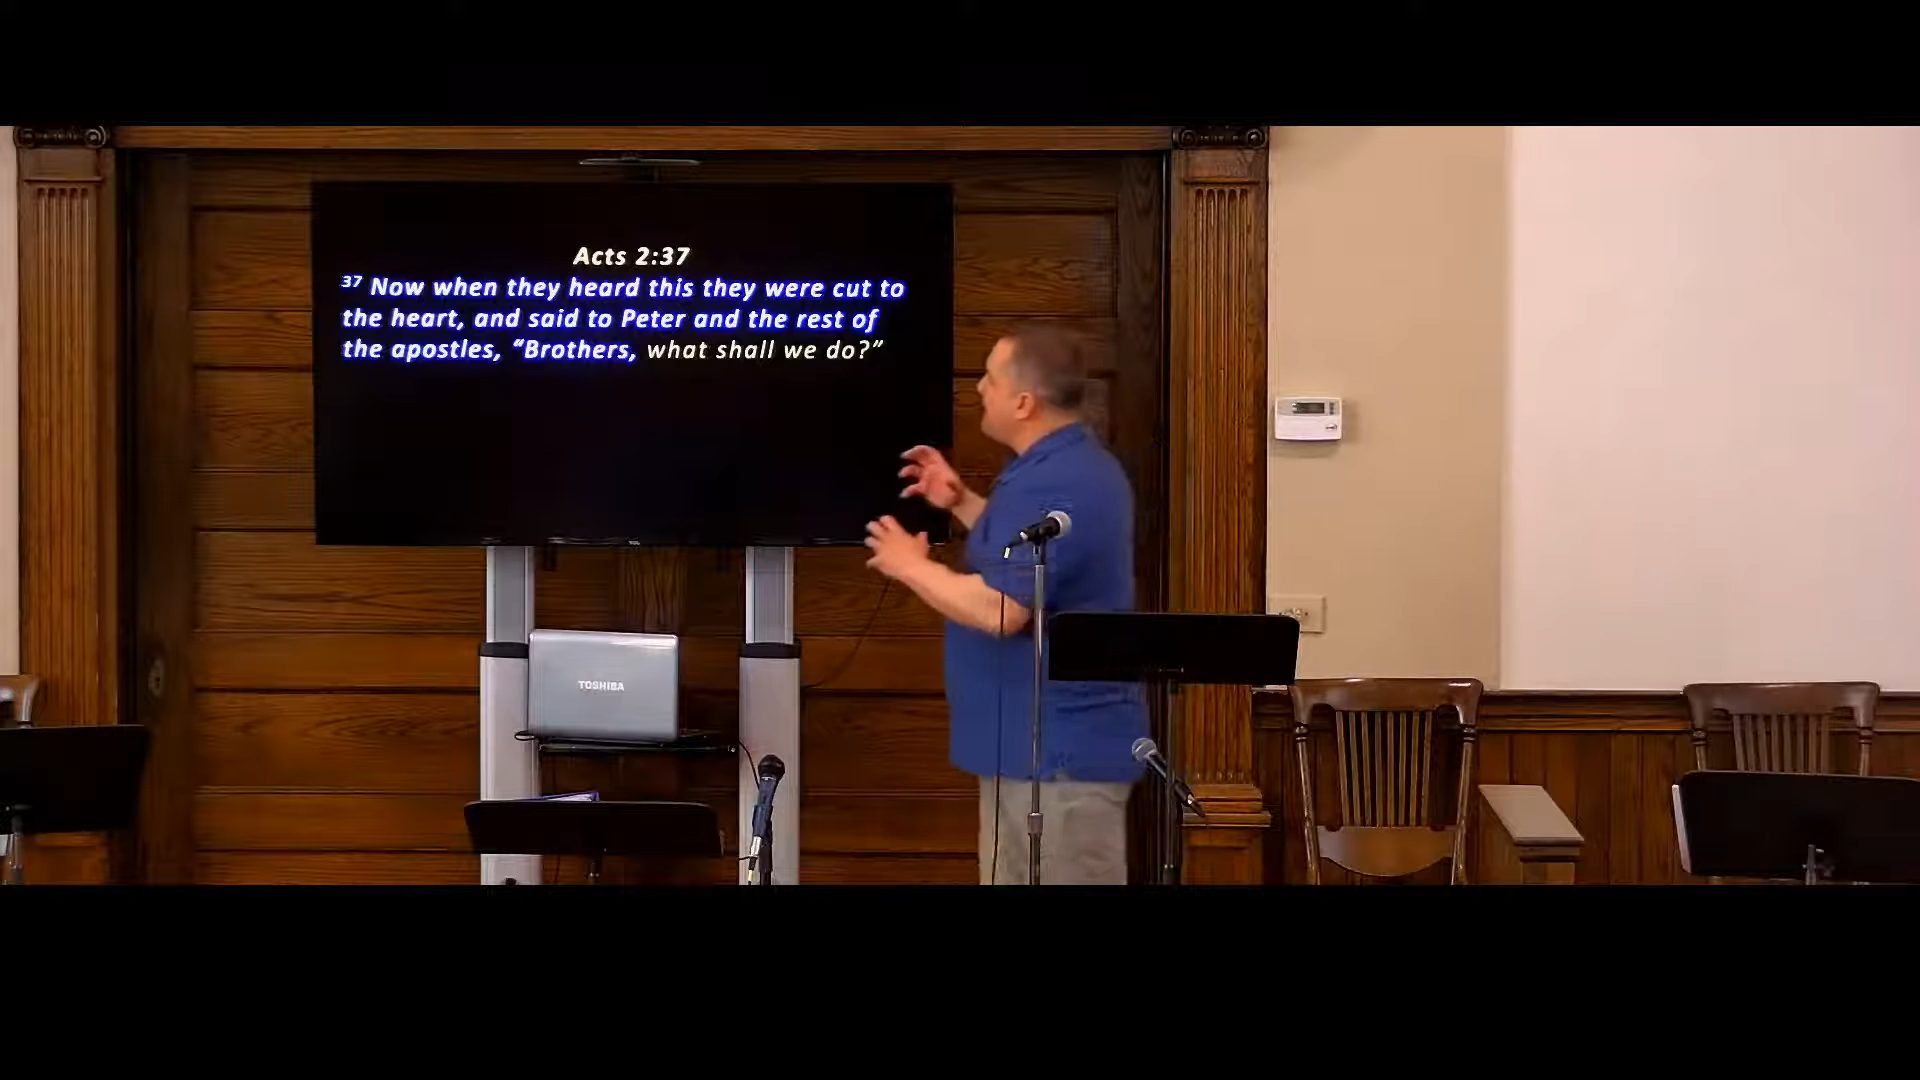 Acts 2:37
37 Now when they heard this they were cut to
the heart, and said to Peter and the rest of
the apostles, “Brothers, what shall we do?”
TOSHIBA